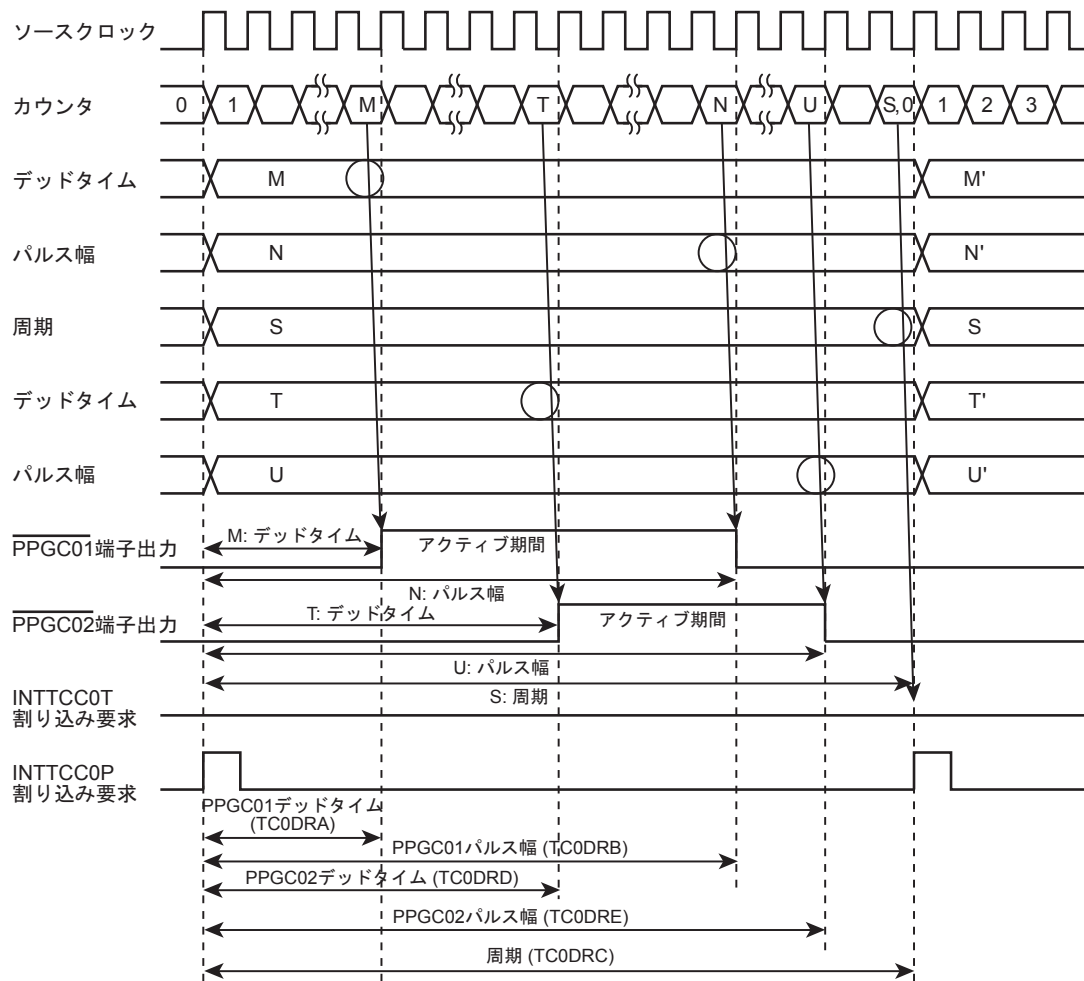 ソースクロック
カウンタ 0 1 M T N U S,0 1 2 3
デッドタイム M M'
パルス幅 N N'
周期 S S
デッドタイム T T'
パルス幅 U U'
PPGC01端子出力 M: デッドタイム アクティブ期間
N: パルス幅
PPGC02端子出力 T: デッドタイム アクティブ期間
U: パルス幅
INTTCC0T
割り込み要求
S: 周期
INTTCC0P
割り込み要求
PPGC01デッドタイム
(TC0DRA)
PPGC01パルス幅 (TC0DRB)
PPGC02デッドタイム (TC0DRD)
PPGC02パルス幅 (TC0DRE)
周期 (TC0DRC)